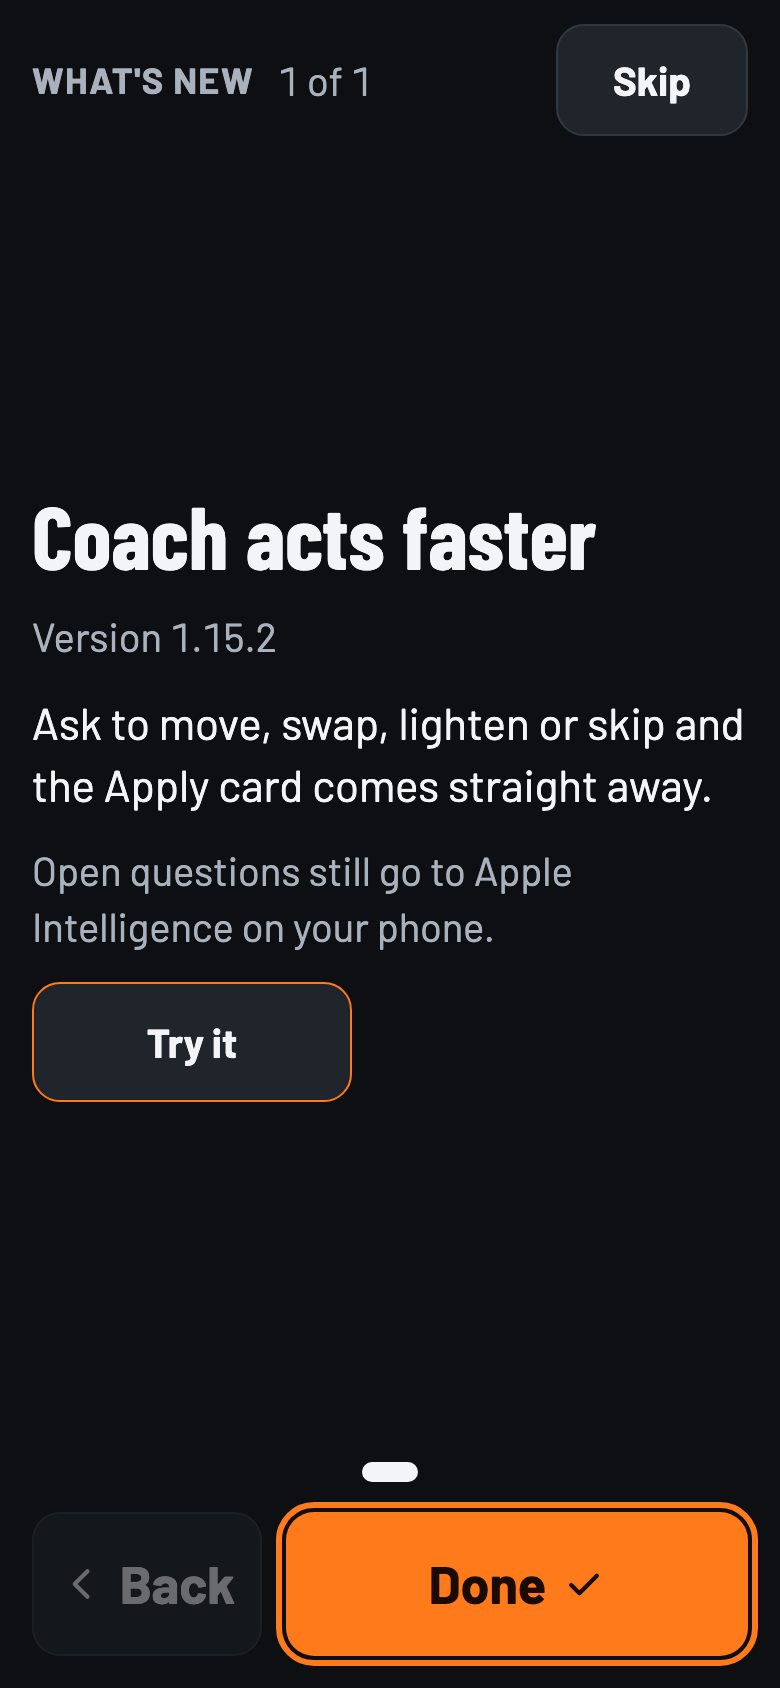 WHAT'S NEW 1 of 1
Skip
Coach acts faster
Version 1.15.2
Ask to move, swap, lighten or skip and
the Apply card comes straight away.
Open questions still go to Apple
Intelligence on your phone.
Try it
Back
Done